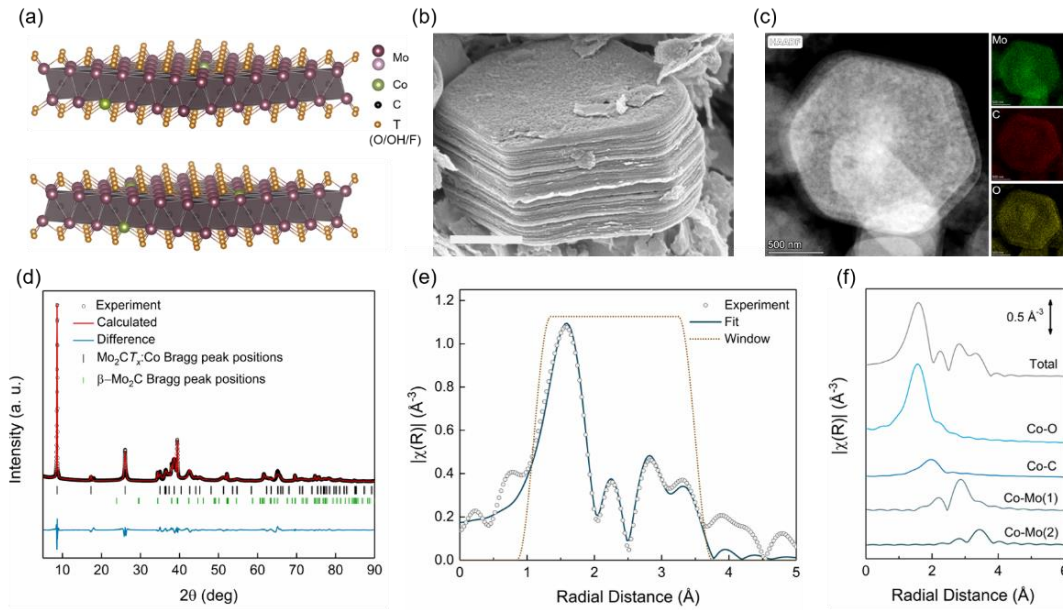 (a)
Mo
Co
C
T
(O/OH/F)
(b)
(c)
HAADF
500 nm
Mo
C
O
(d)
Intensity (a. u.)
Experiment
Calculated
Difference
Mo₂CTₓ:Co Bragg peak positions
β–Mo₂C Bragg peak positions
10 20 30 40 50 60 70 80 90
2θ (deg)
(e)
|χ(R)| (Å⁻³)
1.2
1.0
0.8
0.6
0.4
0.2
0.0
Experiment
Fit
Window
0 1 2 3 4 5
Radial Distance (Å)
(f)
|χ(R)| (Å⁻³)
0.5 Å⁻³
Total
Co-O
Co-C
Co-Mo(1)
Co-Mo(2)
0 2 4 6
Radial Distance (Å)